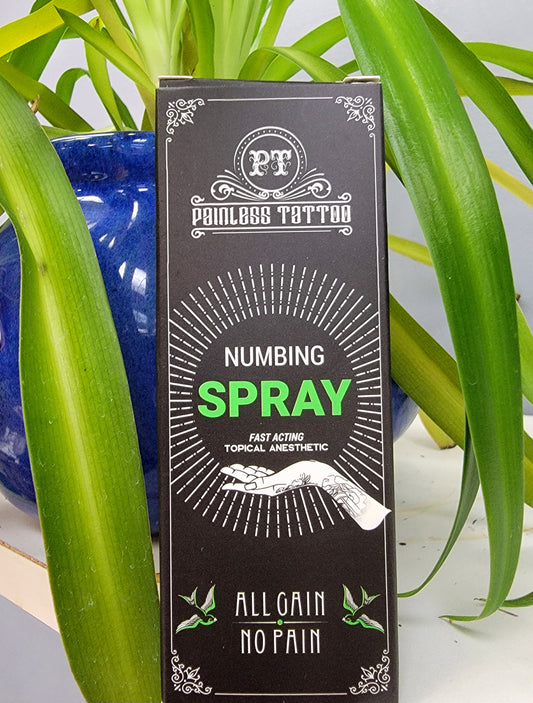 PT
PAINLESS TATTOO
NUMBING
SPRAY
FAST ACTING
TOPICAL ANESTHETIC
ALL GAIN
NO PAIN